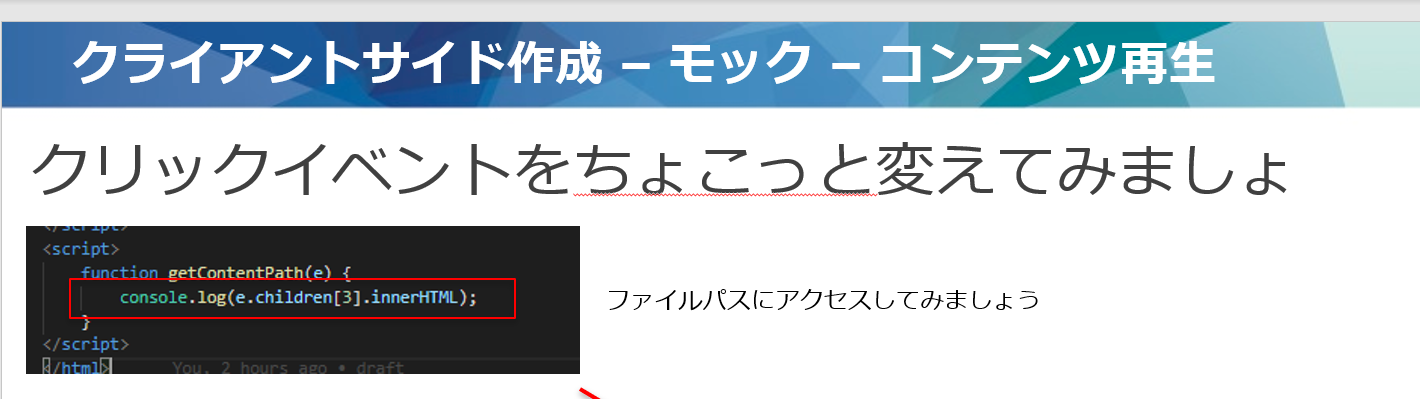 クライアントサイド作成 – モック – コンテンツ再生
クリックイベントをちょこっと変えてみましょ
</script>
<script>
function getContentPath(e) {
console.log(e.children[3].innerHTML);
}
</script>
</html>
You, 2 hours ago • draft
ファイルパスにアクセスしてみましょう